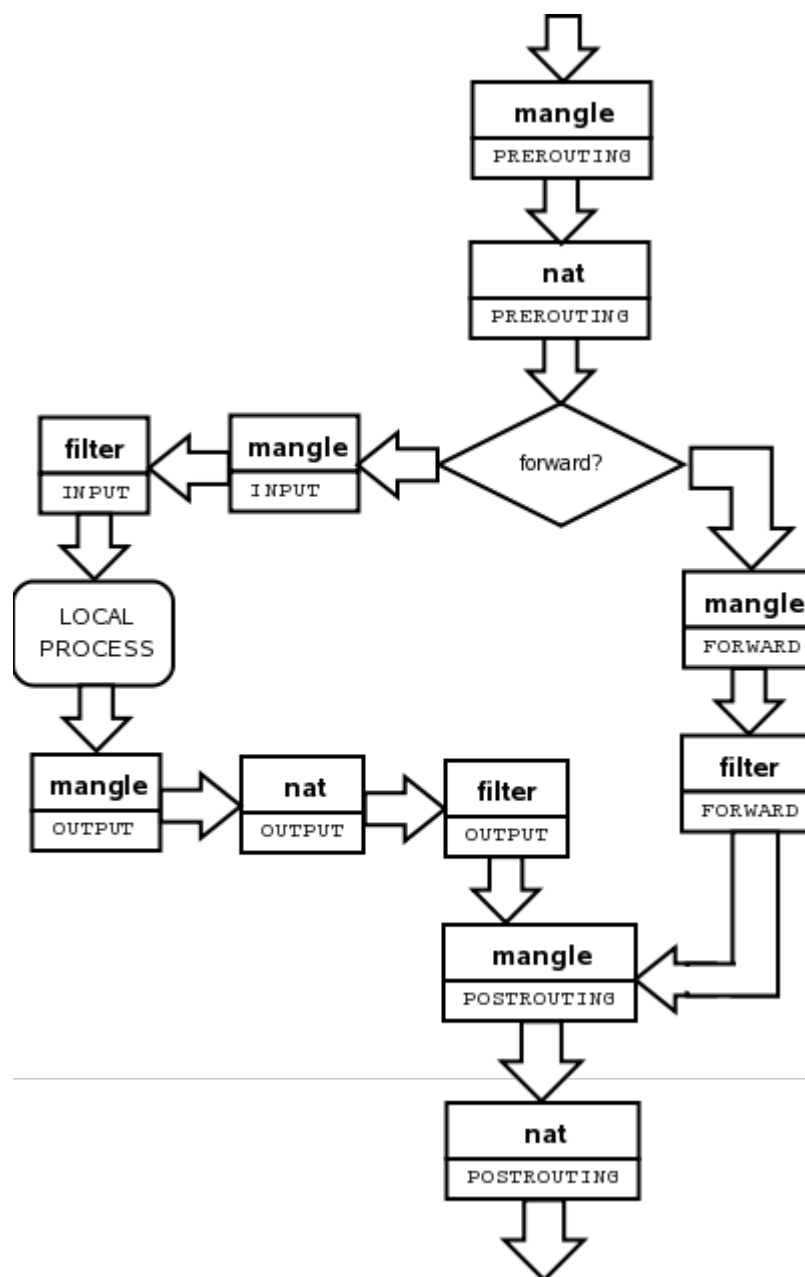 mangle
PREROUTING
nat
PREROUTING
forward?
filter
INPUT
mangle
INPUT
LOCAL
PROCESS
mangle
FORWARD
filter
FORWARD
mangle
OUTPUT
nat
OUTPUT
filter
OUTPUT
mangle
POSTROUTING
nat
POSTROUTING